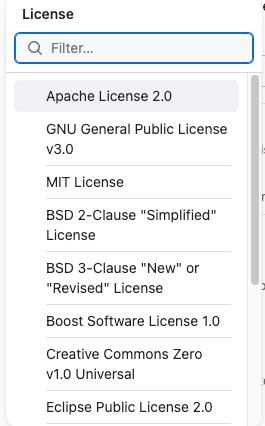 License
Filter...
Apache License 2.0
GNU General Public License
v3.0
MIT License
BSD 2-Clause "Simplified"
License
BSD 3-Clause "New" or
"Revised" License
Boost Software License 1.0
Creative Commons Zero
v1.0 Universal
Eclipse Public License 2.0